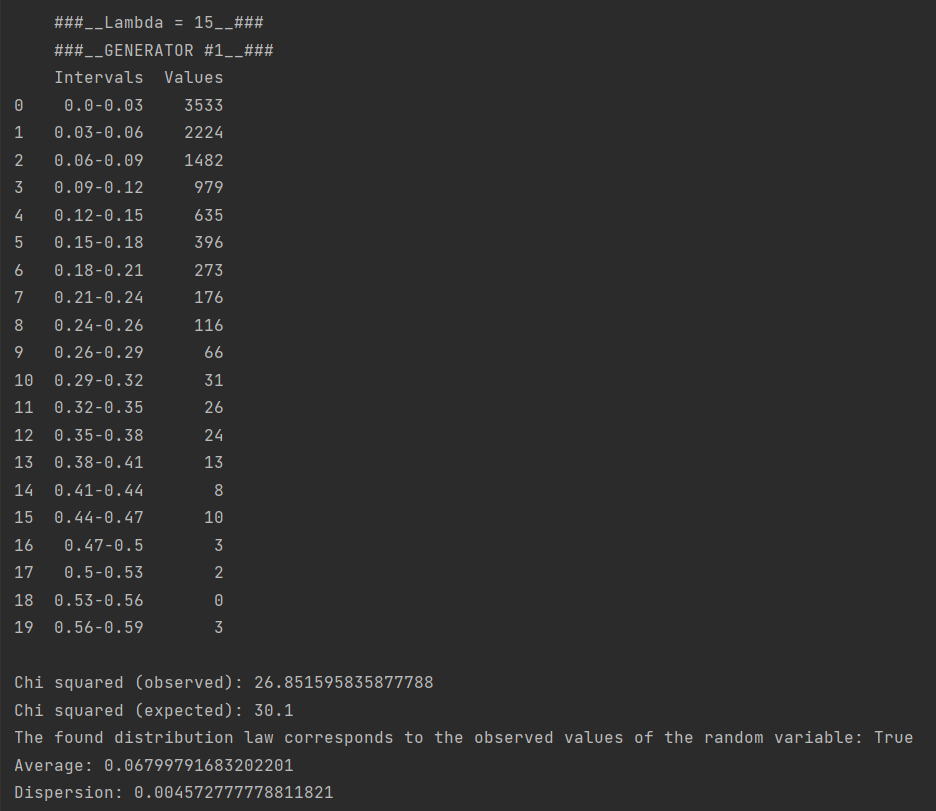 ###__Lambda = 15__###
###__GENERATOR #1__###
Intervals Values
0 0.0-0.03 3533
1 0.03-0.06 2224
2 0.06-0.09 1482
3 0.09-0.12 979
4 0.12-0.15 635
5 0.15-0.18 396
6 0.18-0.21 273
7 0.21-0.24 176
8 0.24-0.26 116
9 0.26-0.29 66
10 0.29-0.32 31
11 0.32-0.35 26
12 0.35-0.38 24
13 0.38-0.41 13
14 0.41-0.44 8
15 0.44-0.47 10
16 0.47-0.5 3
17 0.5-0.53 2
18 0.53-0.56 0
19 0.56-0.59 3
Chi squared (observed): 26.851595835877788
Chi squared (expected): 30.1
The found distribution law corresponds to the observed values of the random variable: True
Average: 0.06799791683202201
Dispersion: 0.004572777778811821